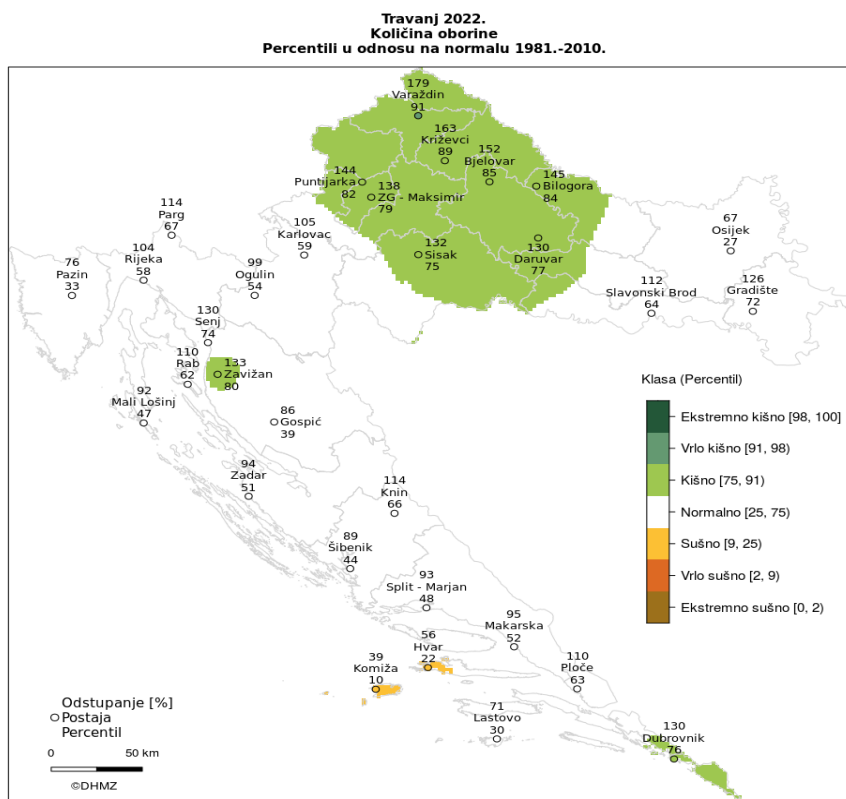 Travanj 2022.
Količina oborine
Percentili u odnosu na normalu 1981.-2010.
179
Varaždin
91
163
Križevci
89
152
Bjelovar
85
144
Puntijarka
82
138
ZG - Maksimir
79
145
Bilogora
84
114
Parg
67
105
Karlovac
59
67
Osijek
27
76
Pazin
33
104
Rijeka
58
99
Ogulin
54
132
Sisak
75
130
Daruvar
77
112
Slavonski Brod
64
126
Gradište
72
130
Senj
74
110
Rab
62
133
Zavižan
80
92
Mali Lošinj
47
86
Gospić
39
94
Zadar
51
114
Knin
66
89
Šibenik
44
93
Split - Marjan
48
95
Makarska
52
56
Hvar
22
39
Komiža
10
110
Ploče
63
71
Lastovo
30
130
Dubrovnik
76
Klasa (Percentil)
Ekstremno kišno [98, 100]
Vrlo kišno [91, 98)
Kišno [75, 91)
Normalno [25, 75)
Sušno [9, 25)
Vrlo sušno [2, 9)
Ekstremno sušno [0, 2)
Odstupanje [%]
Postaja
Percentil
0 50 km
©DHMZ